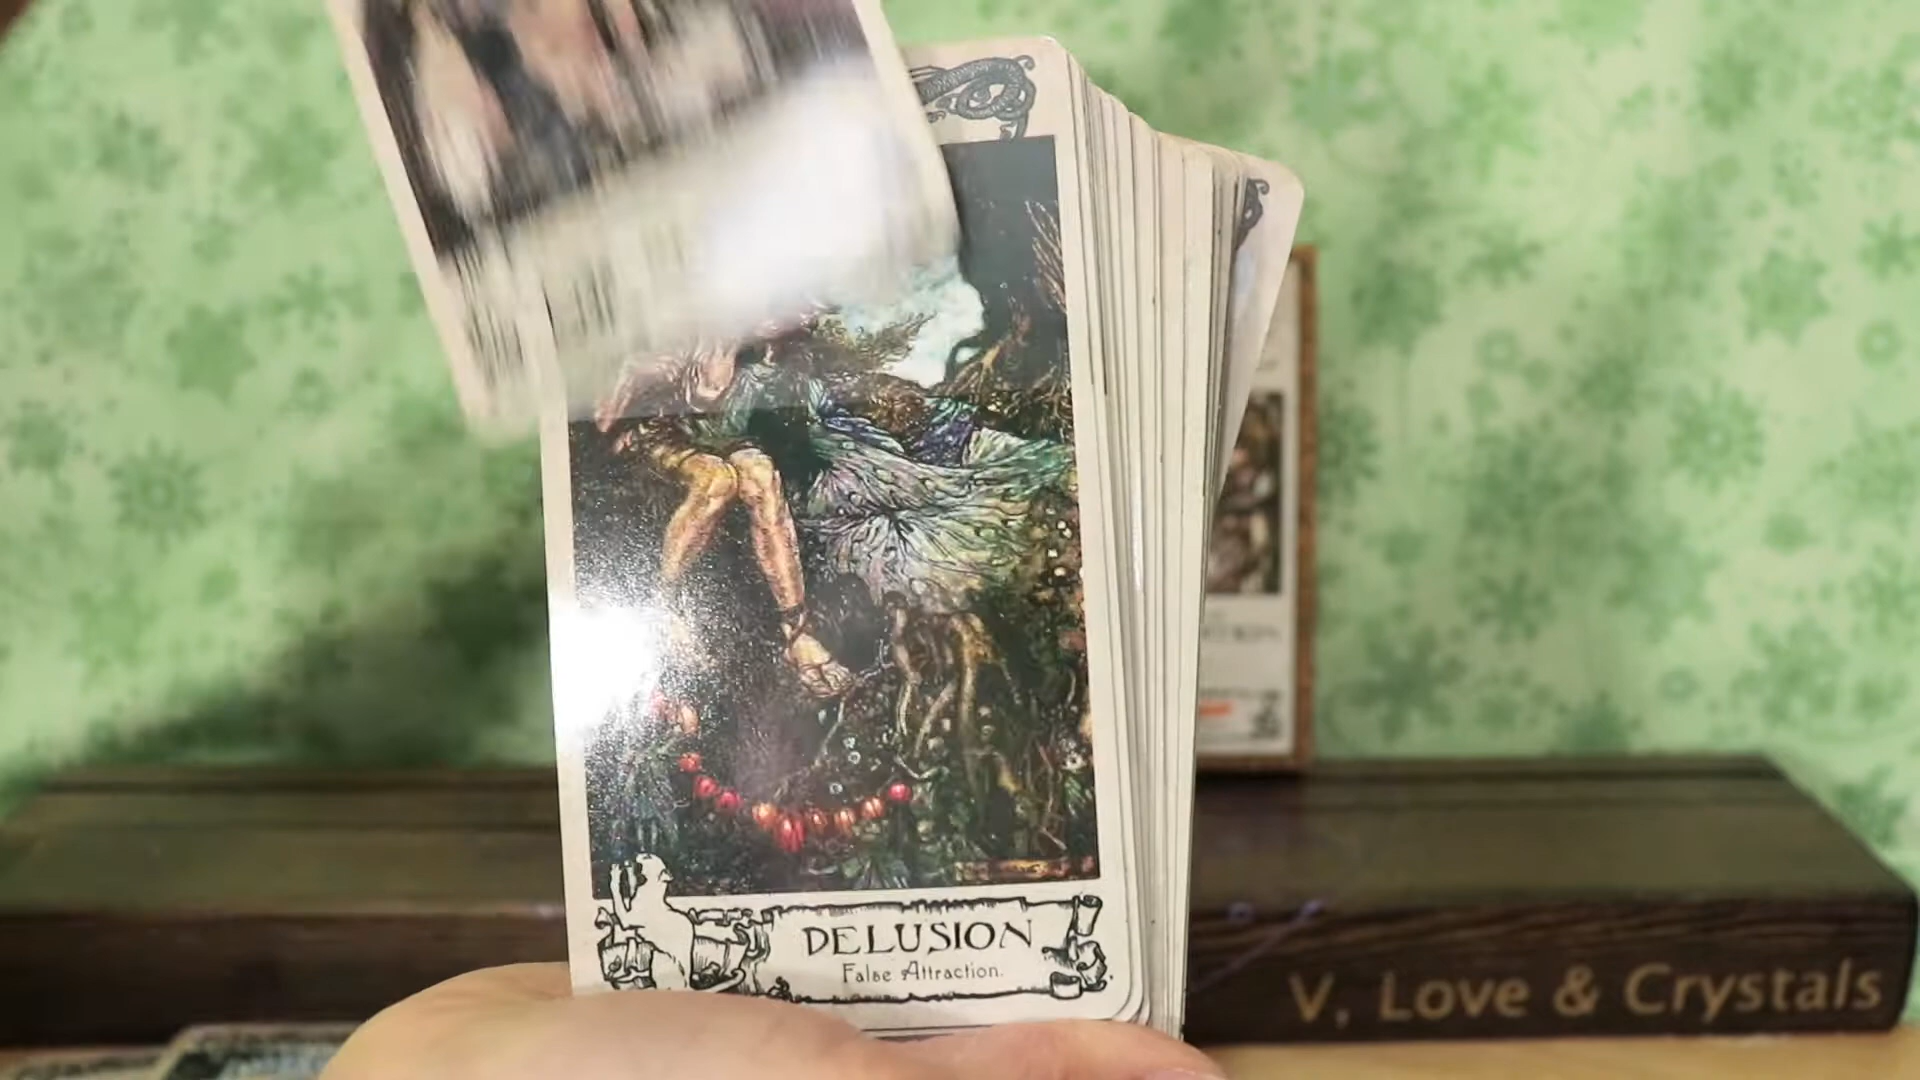 DELUSION
False Attraction.
V, Love & Crystals